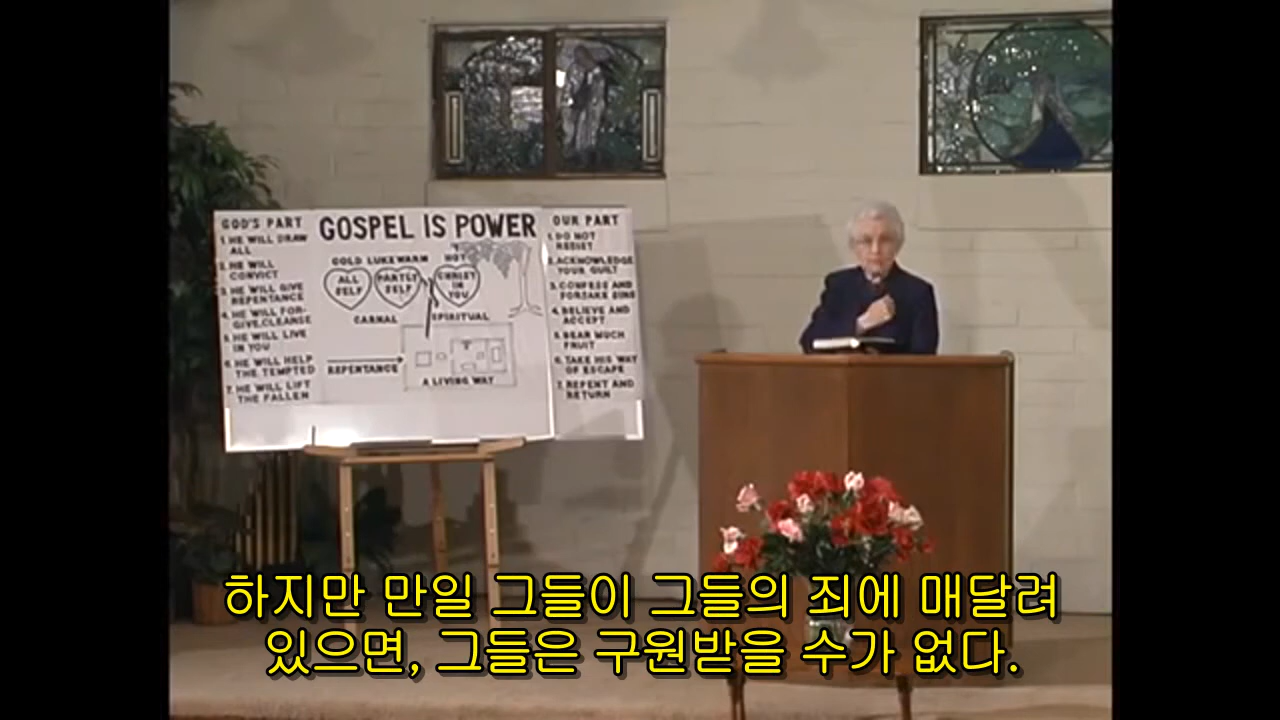 GOSPEL IS POWER
GOD'S PART
1. HE WILL DRAW
ALL
2. HE WILL
CONVICT
3. HE WILL GIVE
REPENTANCE
4. HE WILL FOR-
GIVE, CLEANSE
5. HE WILL LIVE
IN YOU
6. HE WILL HELP
THE TEMPTED
7. HE WILL LIFT
THE FALLEN
COLD LUKEWARM HOT
ALL
SELF
PARTLY
SELF
CHRIST
IN
YOU
CARNAL SPIRITUAL
REPENTANCE
A LIVING WAY
OUR PART
1. DO NOT
RESIST
2. ACKNOWLEDGE
YOUR GUILT
3. CONFESS AND
FORSAKE SINS
4. BELIEVE AND
ACCEPT
5. BEAR MUCH
FRUIT
6. TAKE HIS WAY
OF ESCAPE
7. REPENT AND
RETURN
하지만 만일 그들이 그들의 죄에 매달려
있으면, 그들은 구원받을 수가 없다.